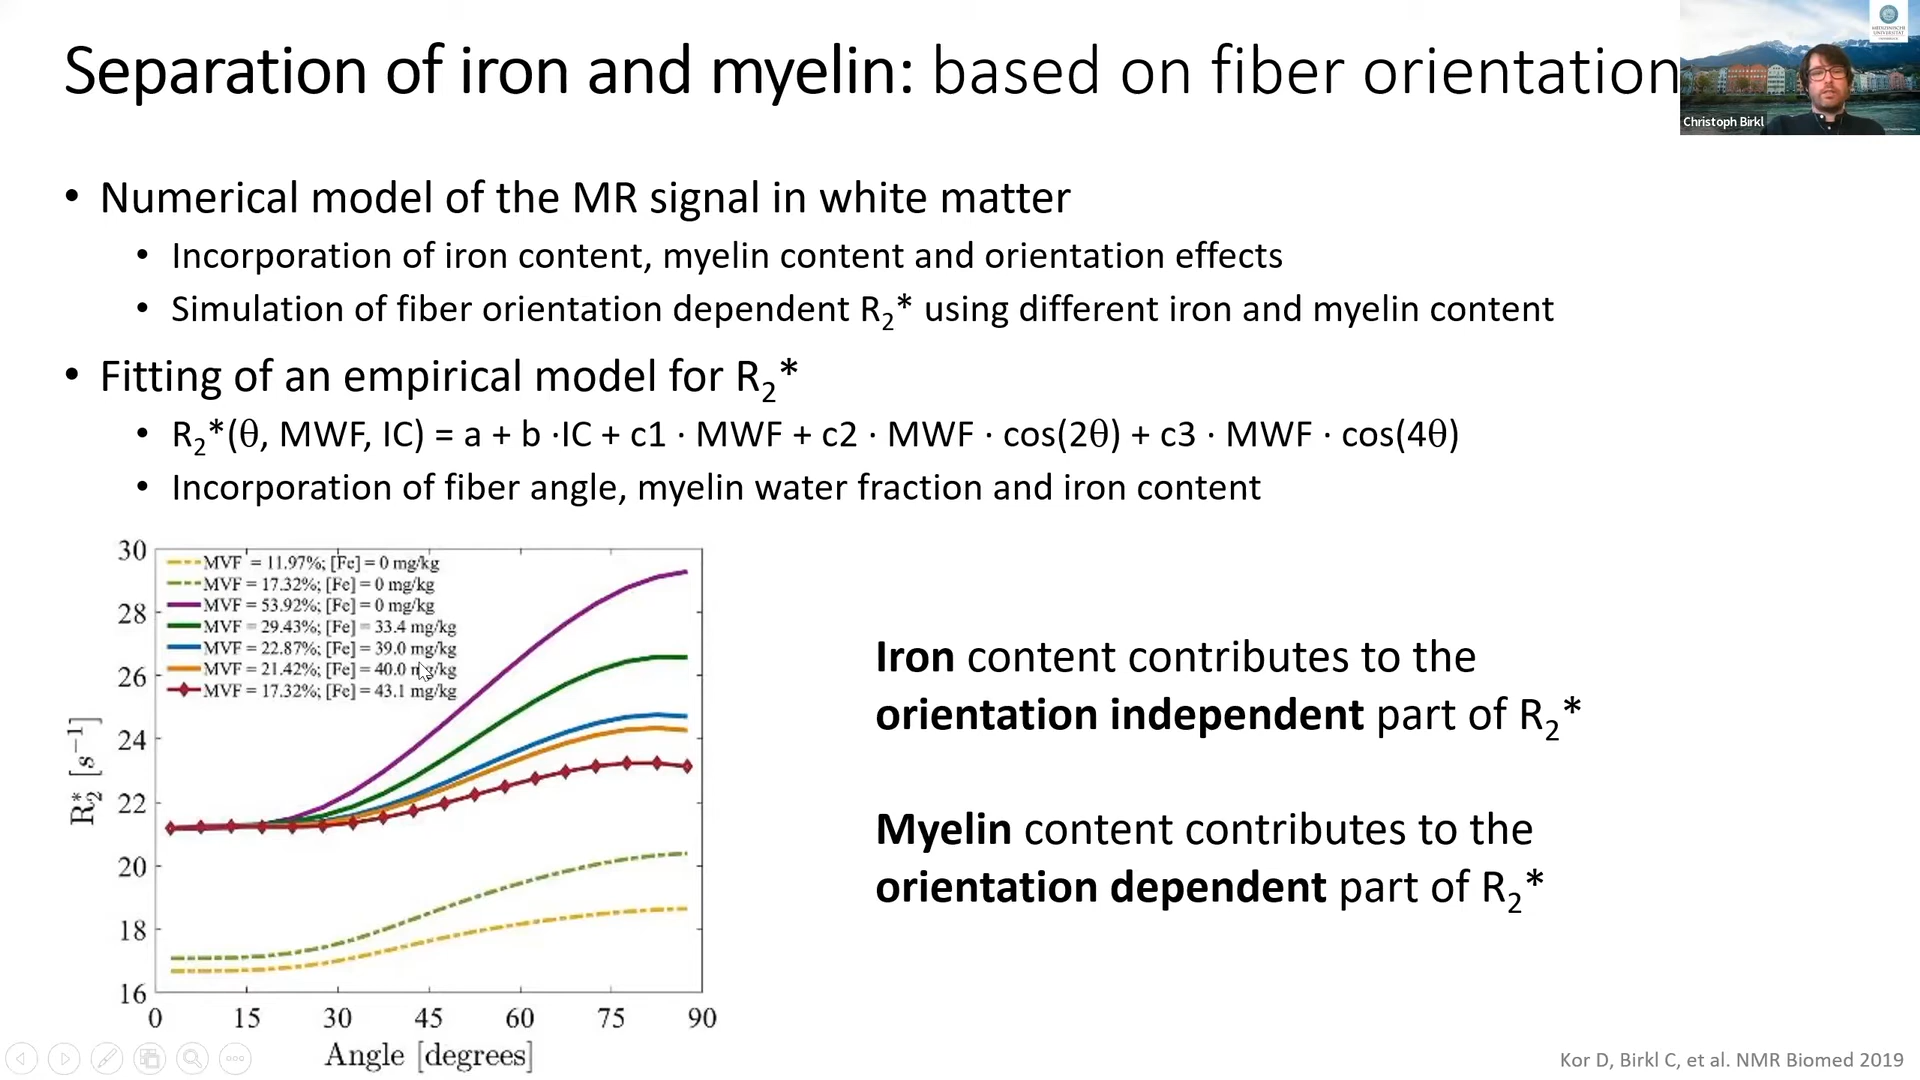 Separation of iron and myelin: based on fiber orientation
Christoph Birkl
• Numerical model of the MR signal in white matter
• Incorporation of iron content, myelin content and orientation effects
• Simulation of fiber orientation dependent R₂* using different iron and myelin content
• Fitting of an empirical model for R₂*
• R₂*(θ, MWF, IC) = a + b ·IC + c1 · MWF + c2 · MWF · cos(2θ) + c3 · MWF · cos(4θ)
• Incorporation of fiber angle, myelin water fraction and iron content
30
28
26
24
22
20
18
16
R₂* [s⁻¹]
MVF = 11.97%; [Fe] = 0 mg/kg
MVF = 17.32%; [Fe] = 0 mg/kg
MVF = 53.92%; [Fe] = 0 mg/kg
MVF = 29.43%; [Fe] = 33.4 mg/kg
MVF = 22.87%; [Fe] = 39.0 mg/kg
MVF = 21.42%; [Fe] = 40.0 mg/kg
MVF = 17.32%; [Fe] = 43.1 mg/kg
0 15 30 45 60 75 90
Angle [degrees]
Iron content contributes to the
orientation independent part of R₂*
Myelin content contributes to the
orientation dependent part of R₂*
Kor D, Birkl C, et al. NMR Biomed 2019